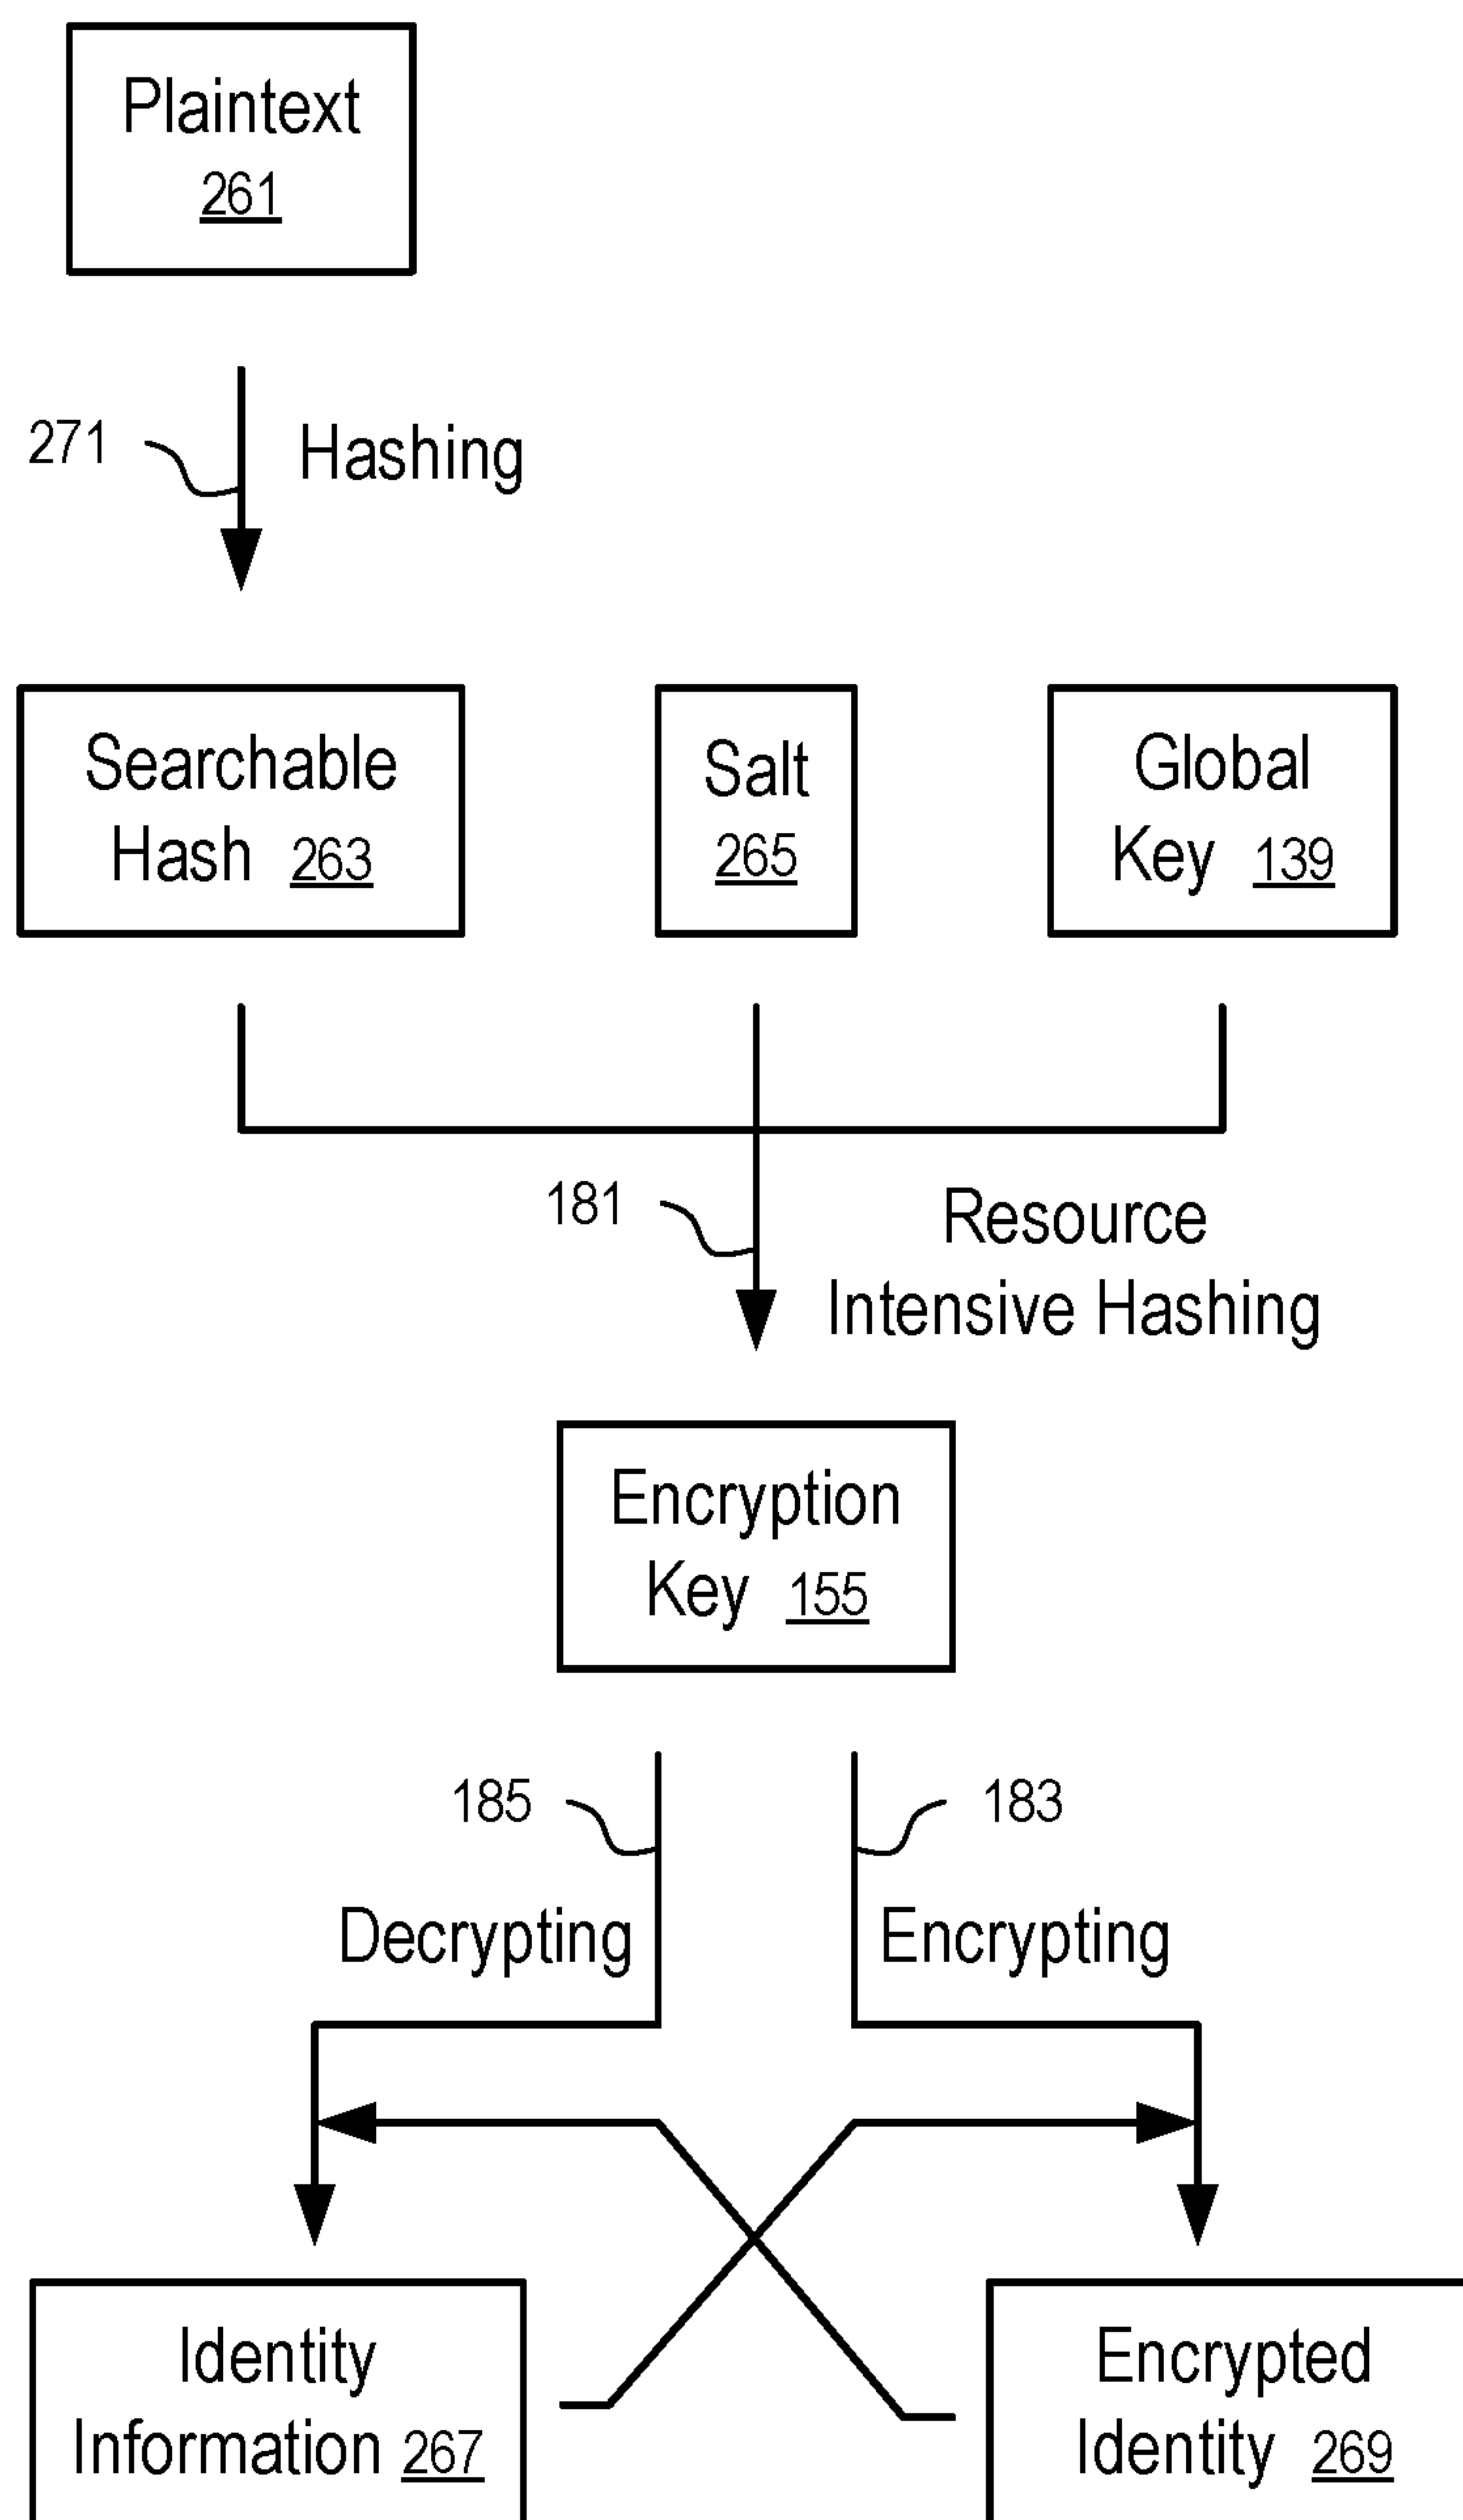 Plaintext
261
271
Hashing
Searchable
Hash 263
Salt
265
Global
Key 139
181
Resource
Intensive Hashing
Encryption
Key 155
185
183
Decrypting
Encrypting
Identity
Information 267
Encrypted
Identity 269